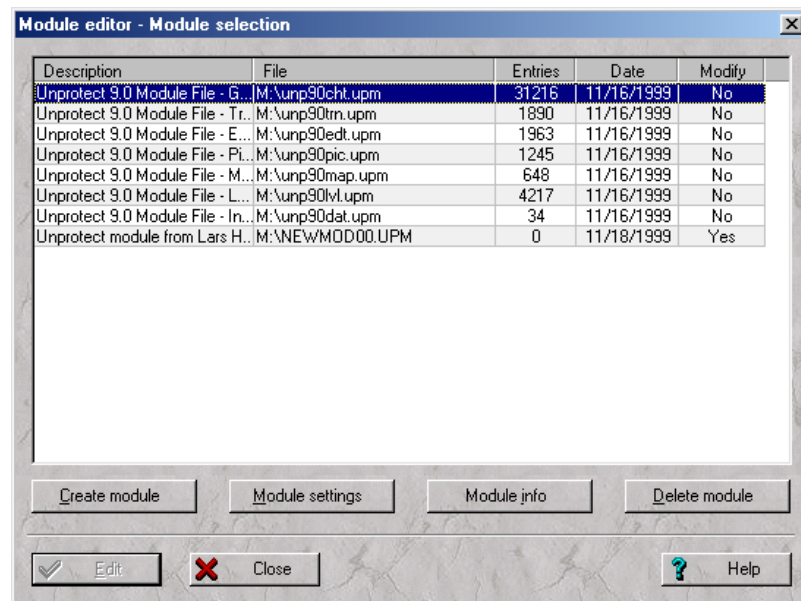 Module editor - Module selection
Description File Entries Date Modify
Unprotect 9.0 Module File - G... M:\unp90cht.upm 31216 11/16/1999 No
Unprotect 9.0 Module File - Tr... M:\unp90trn.upm 1890 11/16/1999 No
Unprotect 9.0 Module File - E... M:\unp90edt.upm 1963 11/16/1999 No
Unprotect 9.0 Module File - Pi... M:\unp90pic.upm 1245 11/16/1999 No
Unprotect 9.0 Module File - M... M:\unp90map.upm 648 11/16/1999 No
Unprotect 9.0 Module File - L... M:\unp90lvl.upm 4217 11/16/1999 No
Unprotect 9.0 Module File - In... M:\unp90dat.upm 34 11/16/1999 No
Unprotect module from Lars H... M:\NEWMOD00.UPM 0 11/18/1999 Yes
Create module Module settings Module info Delete module
Edit Close ? Help